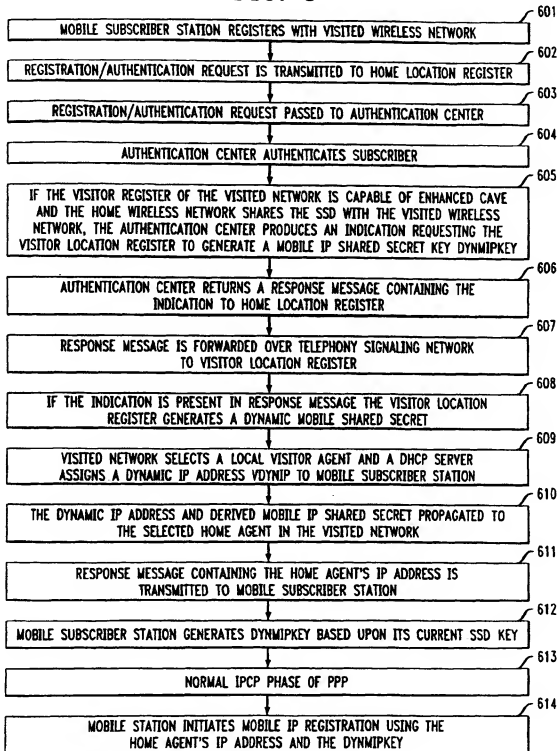 601
MOBILE SUBSCRIBER STATION REGISTERS WITH VISITED WIRELESS NETWORK
602
REGISTRATION/AUTHENTICATION REQUEST IS TRANSMITTED TO HOME LOCATION REGISTER
603
REGISTRATION/AUTHENTICATION REQUEST PASSED TO AUTHENTICATION CENTER
604
AUTHENTICATION CENTER AUTHENTICATES SUBSCRIBER
605
IF THE VISITOR REGISTER OF THE VISITED NETWORK IS CAPABLE OF ENHANCED CAVE
AND THE HOME WIRELESS NETWORK SHARES THE SSD WITH THE VISITED WIRELESS
NETWORK, THE AUTHENTICATION CENTER PRODUCES AN INDICATION REQUESTING THE
VISITOR LOCATION REGISTER TO GENERATE A MOBILE IP SHARED SECRET KEY DYNMIPKEY
606
AUTHENTICATION CENTER RETURNS A RESPONSE MESSAGE CONTAINING THE
INDICATION TO HOME LOCATION REGISTER
607
RESPONSE MESSAGE IS FORWARDED OVER TELEPHONY SIGNALING NETWORK
TO VISITOR LOCATION REGISTER
608
IF THE INDICATION IS PRESENT IN RESPONSE MESSAGE THE VISITOR LOCATION
REGISTER GENERATES A DYNAMIC MOBILE SHARED SECRET
609
VISITED NETWORK SELECTS A LOCAL VISITOR AGENT AND A DHCP SERVER
ASSIGNS A DYNAMIC IP ADDRESS VDYNIP TO MOBILE SUBSCRIBER STATION
610
THE DYNAMIC IP ADDRESS AND DERIVED MOBILE IP SHARED SECRET PROPAGATED TO
THE SELECTED HOME AGENT IN THE VISITED NETWORK
611
RESPONSE MESSAGE CONTAINING THE HOME AGENT'S IP ADDRESS IS
TRANSMITTED TO MOBILE SUBSCRIBER STATION
612
MOBILE SUBSCRIBER STATION GENERATES DYNMIPKEY BASED UPON ITS CURRENT SSD KEY
613
NORMAL IPCP PHASE OF PPP
614
MOBILE STATION INITIATES MOBILE IP REGISTRATION USING THE
HOME AGENT'S IP ADDRESS AND THE DYNMIPKEY